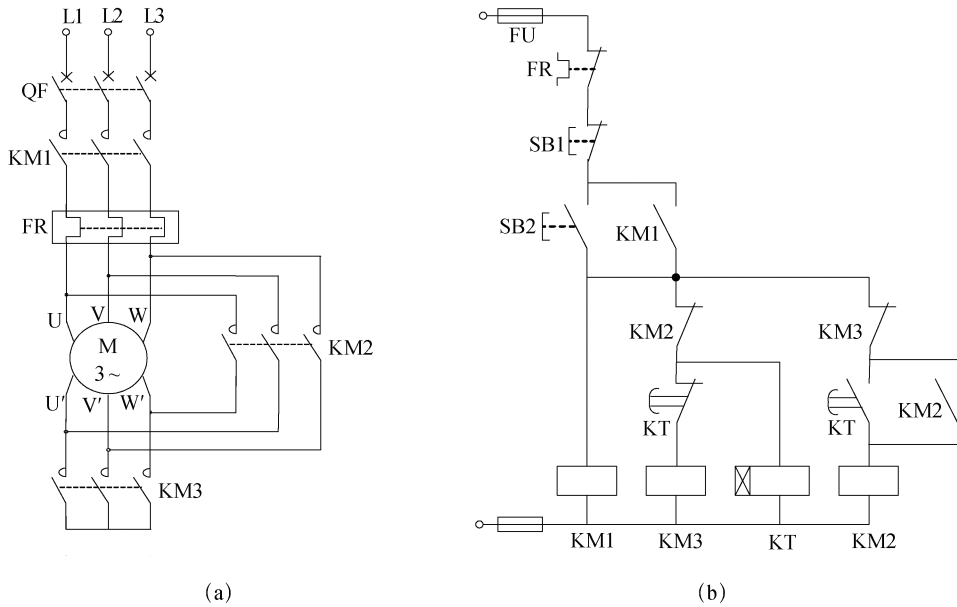 L1 L2 L3
QF
KM1
FR
U V W
M
3~
U′ V′ W′
KM2
KM3
(a)
FU
FR
SB1
SB2 KM1
KM2 KM3
KT KT KM2
KM1 KM3 KT KM2
(b)